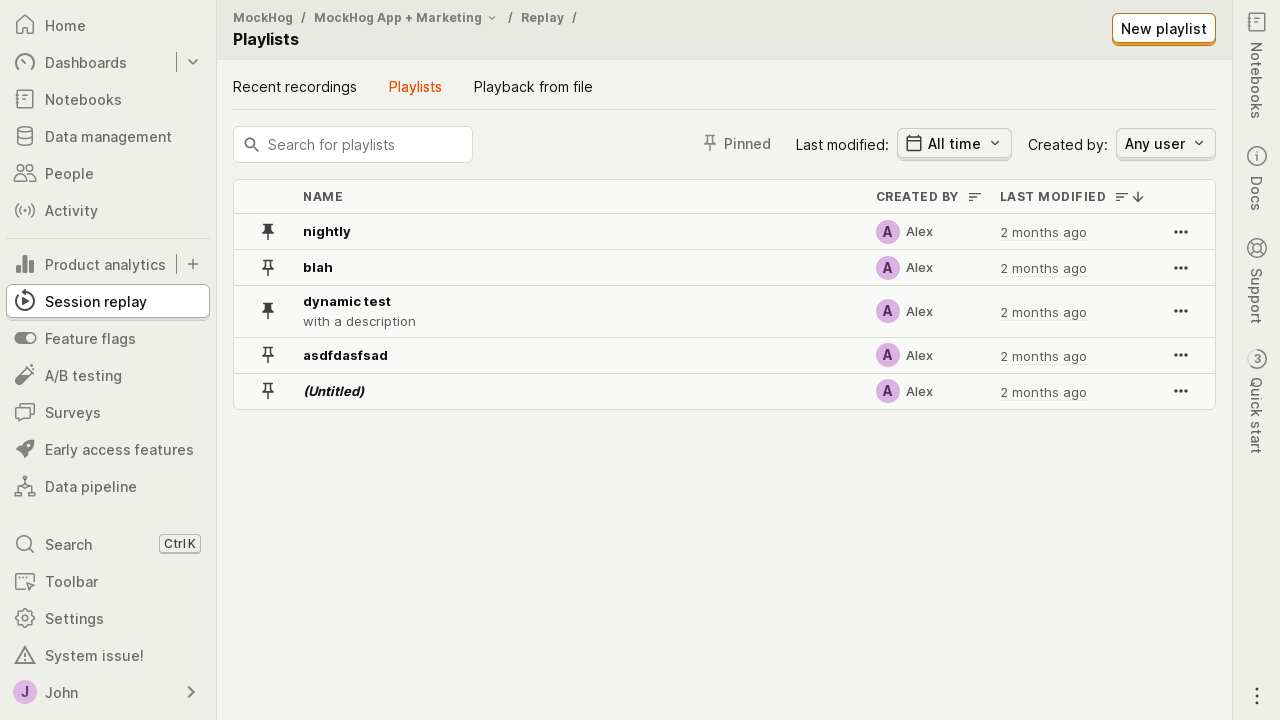 Home
Dashboards
Notebooks
Data management
People
Activity
Product analytics
Session replay
Feature flags
A/B testing
Surveys
Early access features
Data pipeline
Search Ctrl K
Toolbar
Settings
System issue!
J John
MockHog / MockHog App + Marketing / Replay /
Playlists
New playlist
Recent recordings Playlists Playback from file
Search for playlists Pinned Last modified: All time Created by: Any user
NAME CREATED BY LAST MODIFIED
nightly A Alex 2 months ago
blah A Alex 2 months ago
dynamic test
with a description A Alex 2 months ago
asdfdasfsad A Alex 2 months ago
(Untitled) A Alex 2 months ago
Notebooks
Docs
Support
3 Quick start